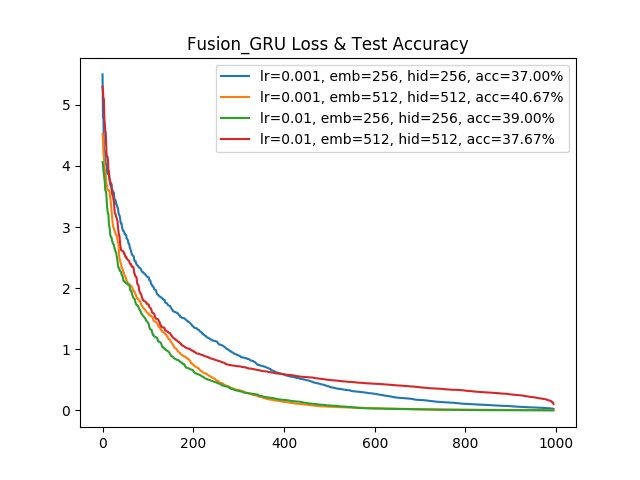 Fusion_GRU Loss & Test Accuracy
lr=0.001, emb=256, hid=256, acc=37.00%
lr=0.001, emb=512, hid=512, acc=40.67%
lr=0.01, emb=256, hid=256, acc=39.00%
lr=0.01, emb=512, hid=512, acc=37.67%
5
4
3
2
1
0
0 200 400 600 800 1000